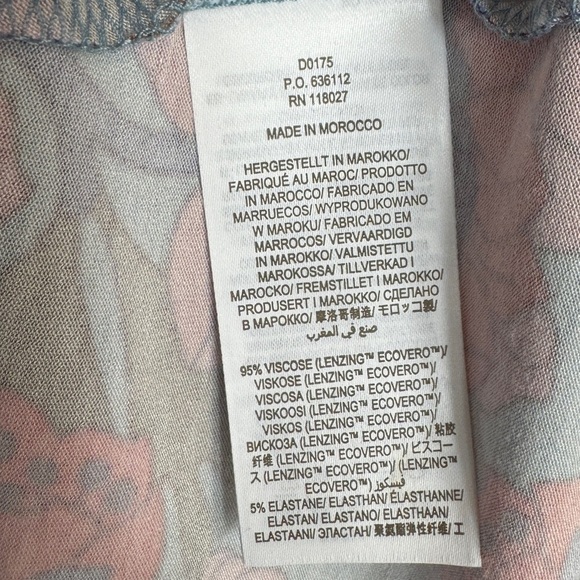 D0175
P.O. 636112
RN 118027
MADE IN MOROCCO
HERGESTELLT IN MAROKKO/
FABRIQUÉ AU MAROC/ PRODOTTO
IN MAROCCO/ FABRICADO EN
MARRUECOS/ WYPRODUKOWANO
W MAROKU/ FABRICADO EM
MARROCOS/ VERVAARDIGD
IN MAROKKO/ VALMISTETTU
MAROKOSSA/ TILLVERKAD I
MAROCKO/ FREMSTILLET I MAROKKO/
PRODUSERT I MAROKKO/ СДЕЛАНО
В МАРОККО/ 摩洛哥制造/ モロッコ製/
صنع في المغرب
95% VISCOSE (LENZING™ ECOVERO™)/
VISKOSE (LENZING™ ECOVERO™)/
VISCOSA (LENZING™ ECOVERO™)/
VISKOOSI (LENZING™ ECOVERO™)/
VISKOS (LENZING™ ECOVERO™)/
ВИСКОЗА (LENZING™ ECOVERO™)/ 粘胶
纤维 (LENZING™ ECOVERO™)/ ビスコー
ス (LENZING™ ECOVERO™)/ (LENZING™
ECOVERO™) فيسكوز/
5% ELASTANE/ ELASTHAN/ ÉLASTHANNE/
ELASTAN/ ELASTANO/ ELASTHAAN/
ELASTAANI/ ЭЛАСТАН/ 聚氨酯弹性纤维/ エ